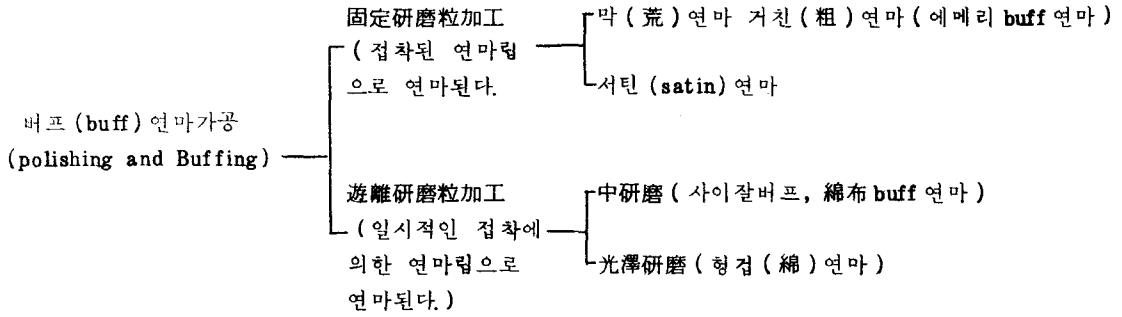 固定研磨粒加工
(접착된 연마립
으로 연마된다.
막(荒)연마 거친(粗)연마(에메리 buff 연마)
서틴(satin)연마
버프(buff)연마가공
(polishing and Buffing)
遊離研磨粒加工
(일시적인 접착에
의한 연마립으로
연마된다.)
中研磨(사이잘버프, 綿布 buff 연마)
光澤研磨(헝겁(綿)연마)